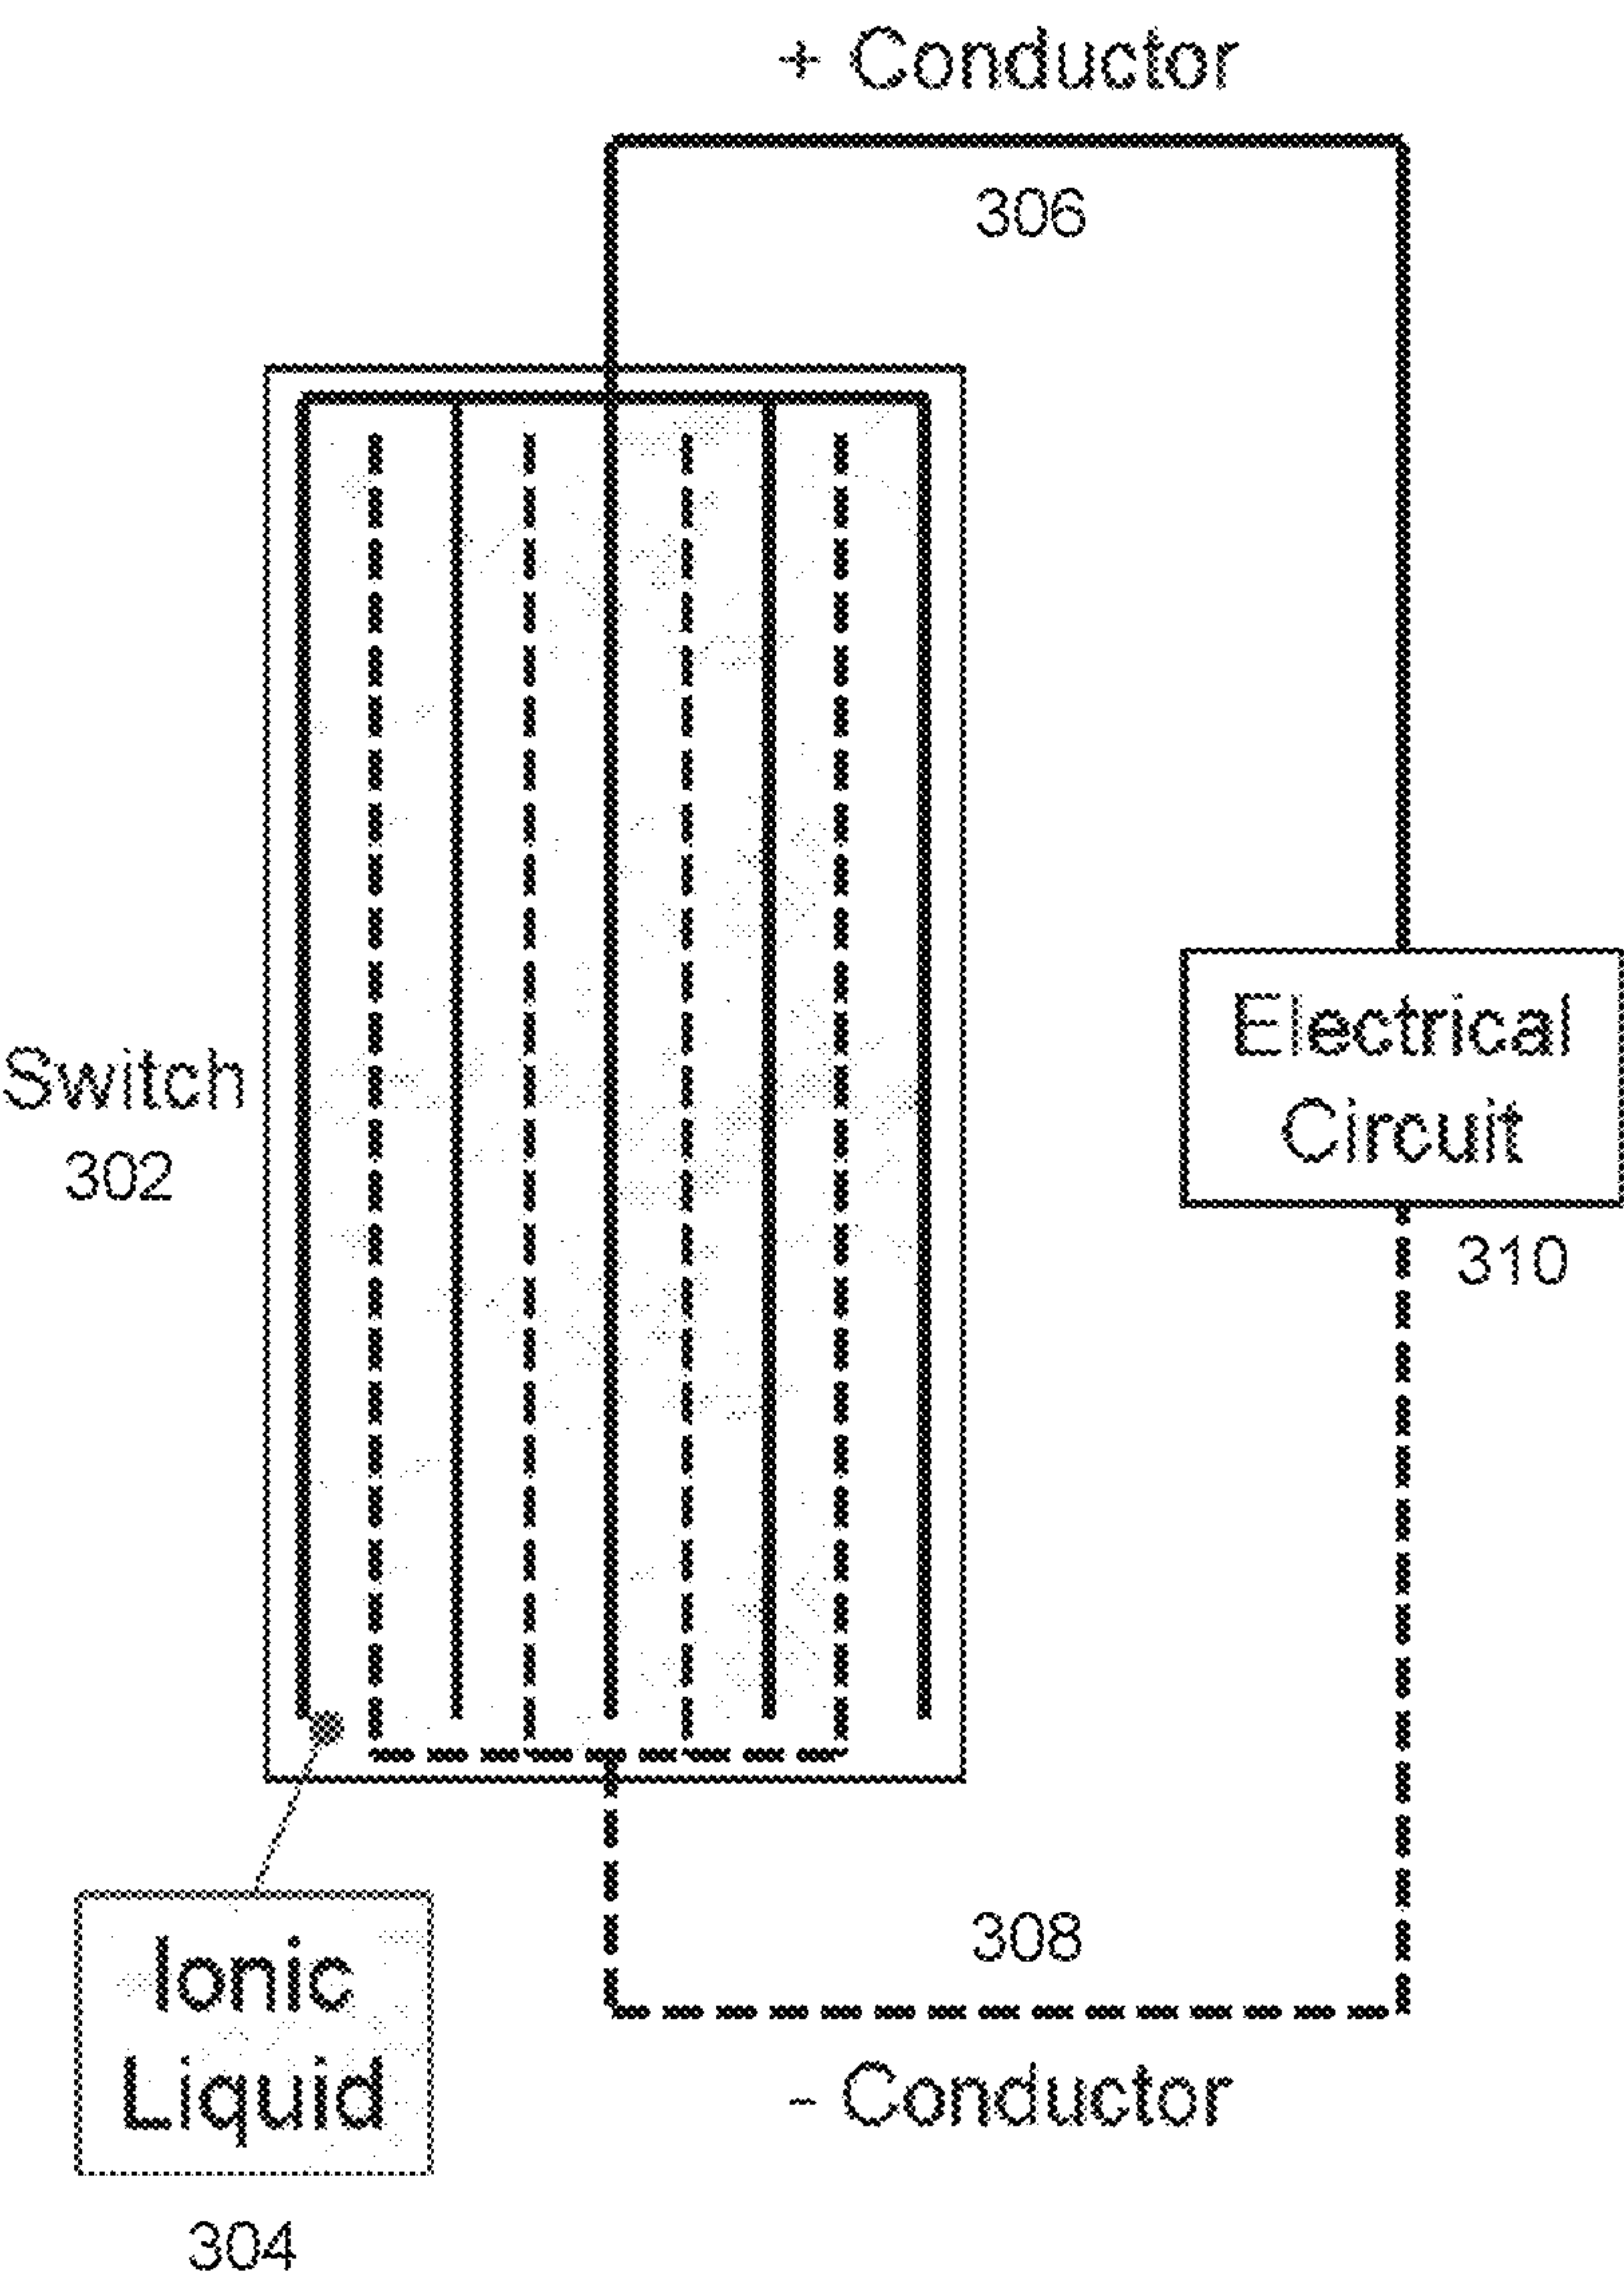 + Conductor
306
Switch
302
Electrical
Circuit
310
308
- Conductor
Ionic
Liquid
304